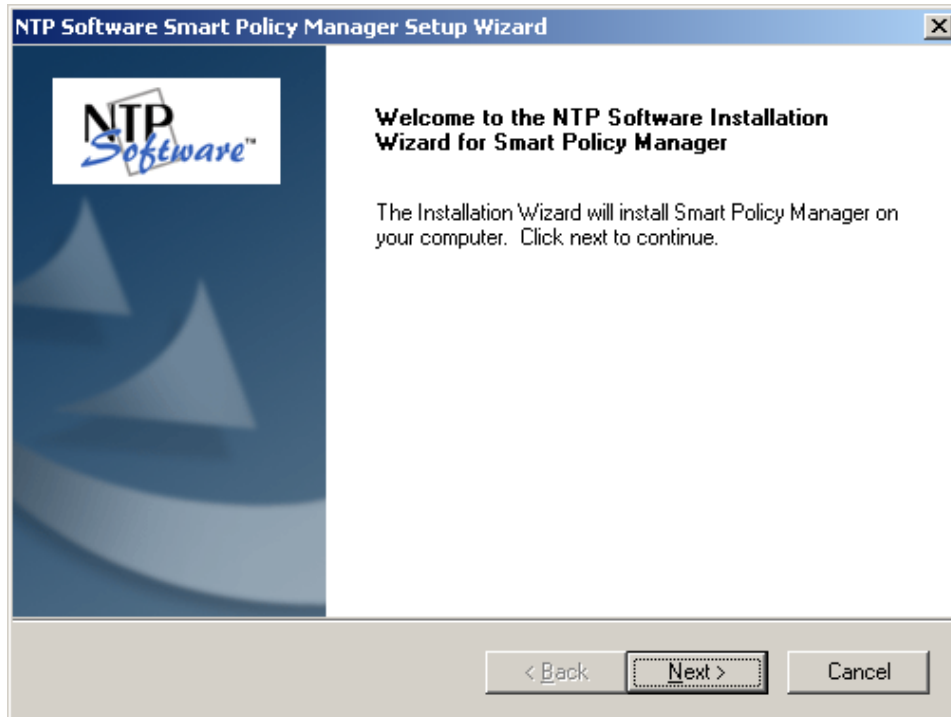 NTP Software Smart Policy Manager Setup Wizard
NTP
Software™
Welcome to the NTP Software Installation
Wizard for Smart Policy Manager
The Installation Wizard will install Smart Policy Manager on
your computer.  Click next to continue.
< Back
Next >
Cancel